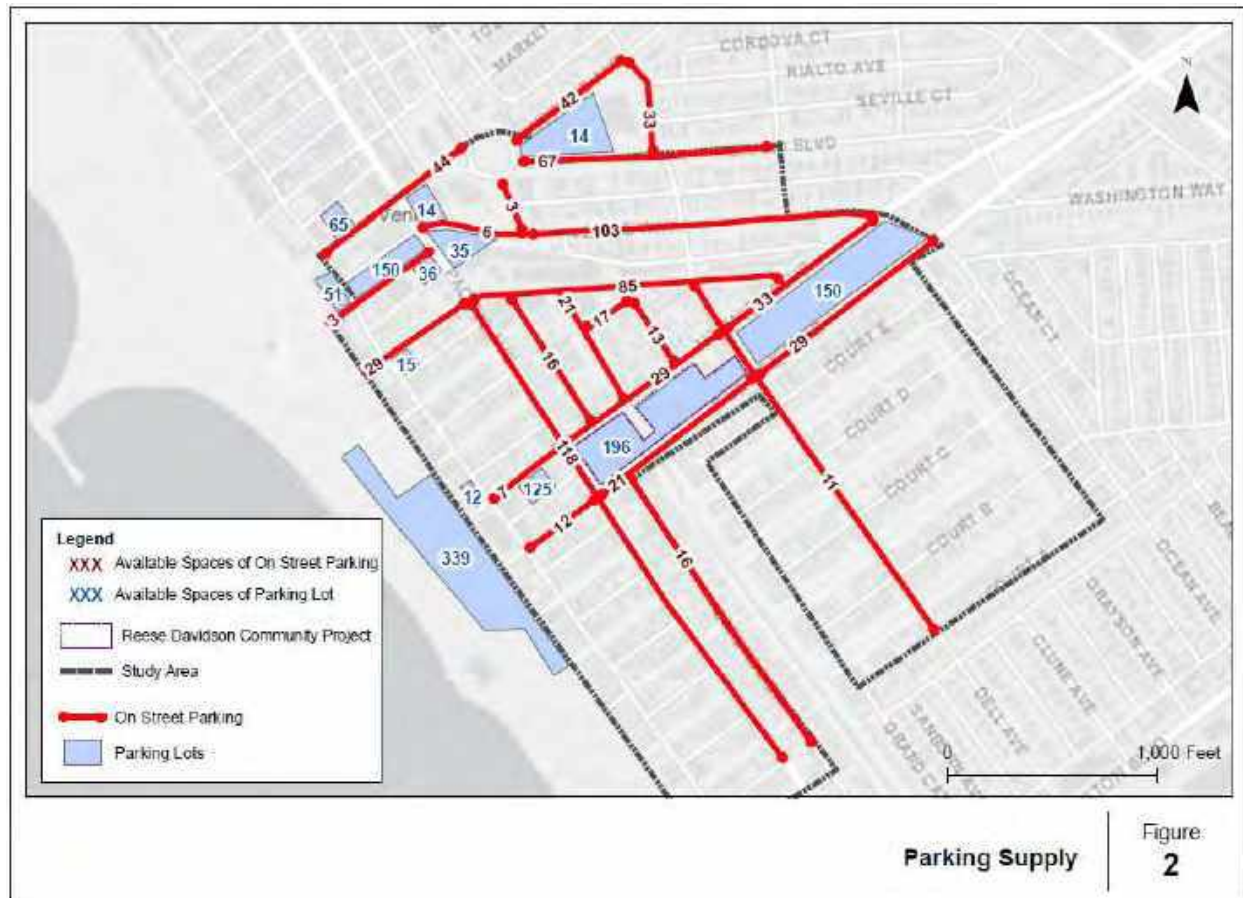 MARKET
CORDOVA CT
RIALTO AVE
SEVILLE CT
N
42
33
14
BLVD
67
44
WASHINGTON WAY
3
14
65
6
103
35
150
36
51
3
OCEAN CT
85
150
33
21
17
13
29
16
29
15
COURT E
29
COURT D
118
196
COURT C
11
12
7
125
21
COURT B
12
16
339
OCEAN AVE
GRAYSON AVE
CLUNE AVE
DELL AVE
Legend
XXX Available Spaces of On Street Parking
XXX Available Spaces of Parking Lot
Reese Davidson Community Project
Study Area
On Street Parking
Parking Lots
0 1,000 Feet
Parking Supply
Figure
2